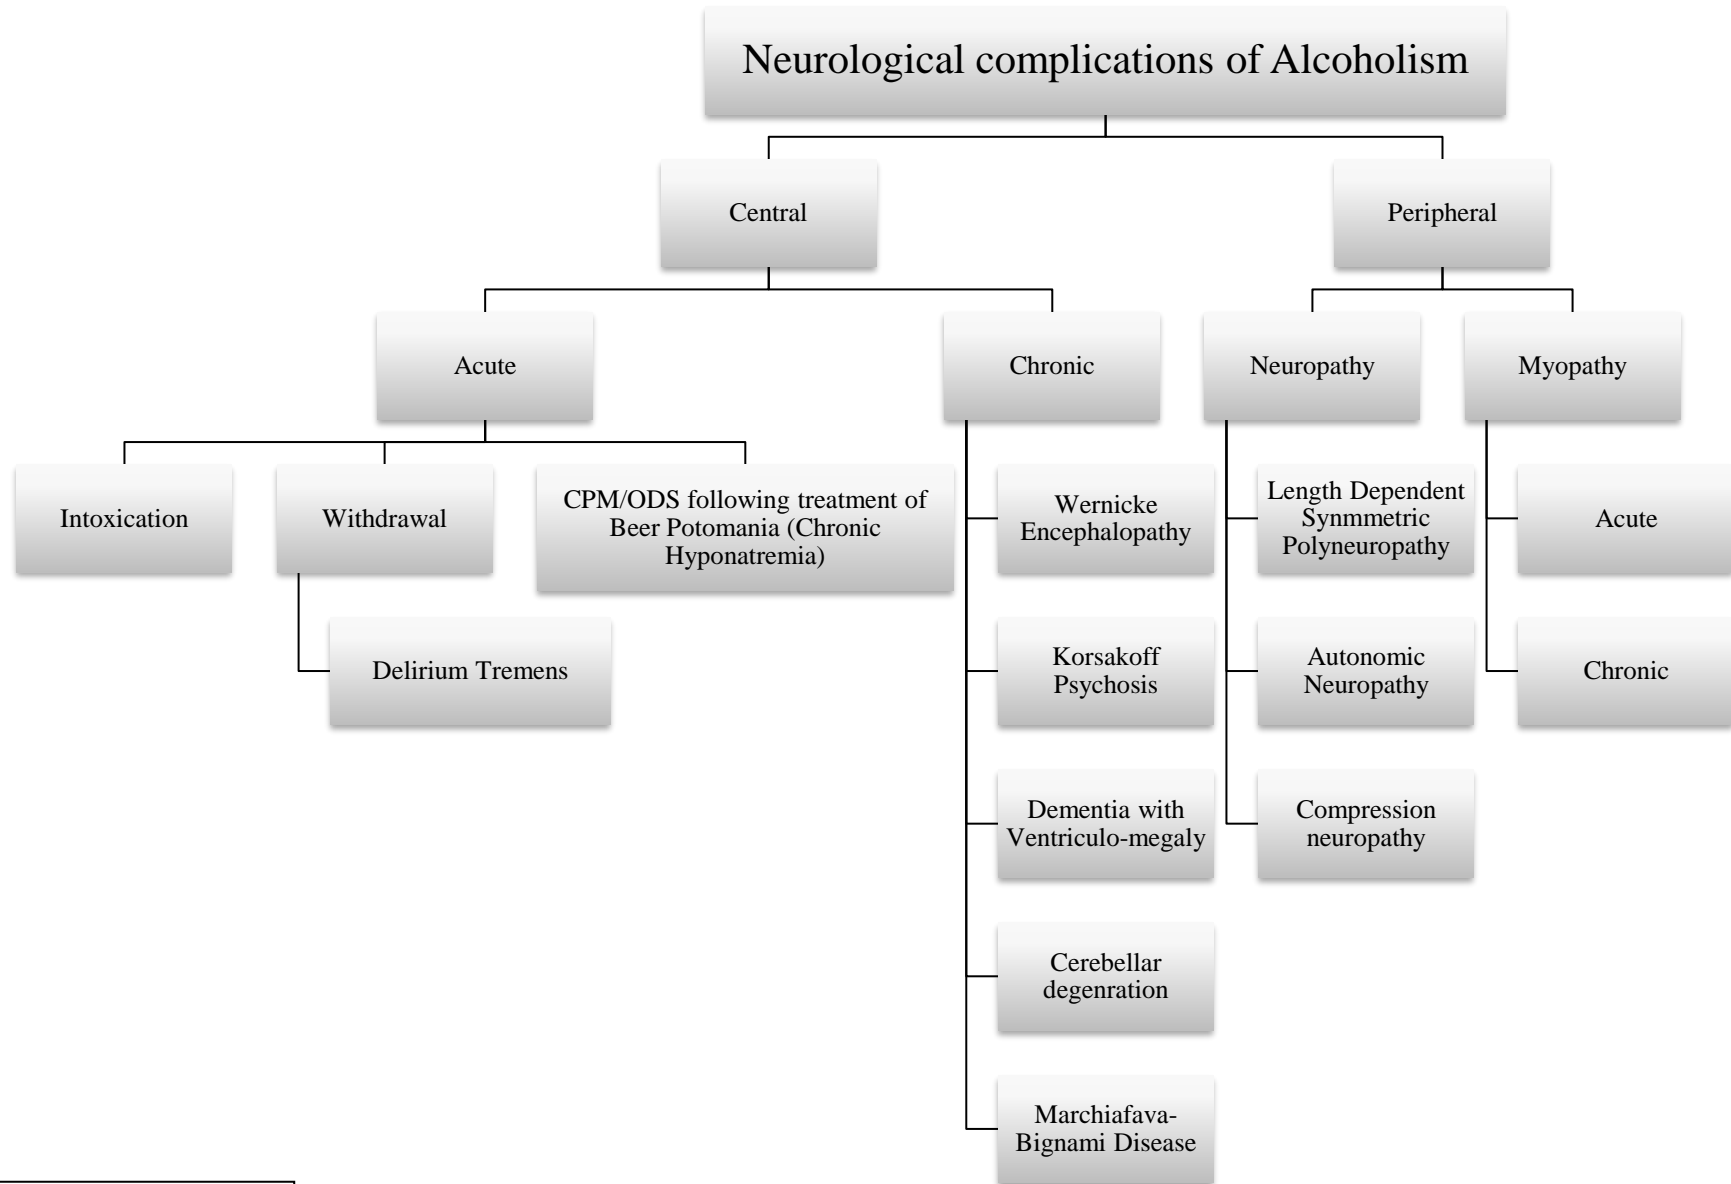 Neurological complications of Alcoholism
Central
Peripheral
Acute
Chronic
Neuropathy
Myopathy
Intoxication
Withdrawal
CPM/ODS following treatment of
Beer Potomania (Chronic
Hyponatremia)
Delirium Tremens
Wernicke
Encephalopathy
Korsakoff
Psychosis
Dementia with
Ventriculo-megaly
Cerebellar
degenration
Marchiafava-
Bignami Disease
Length Dependent
Synmmetric
Polyneuropathy
Autonomic
Neuropathy
Compression
neuropathy
Acute
Chronic